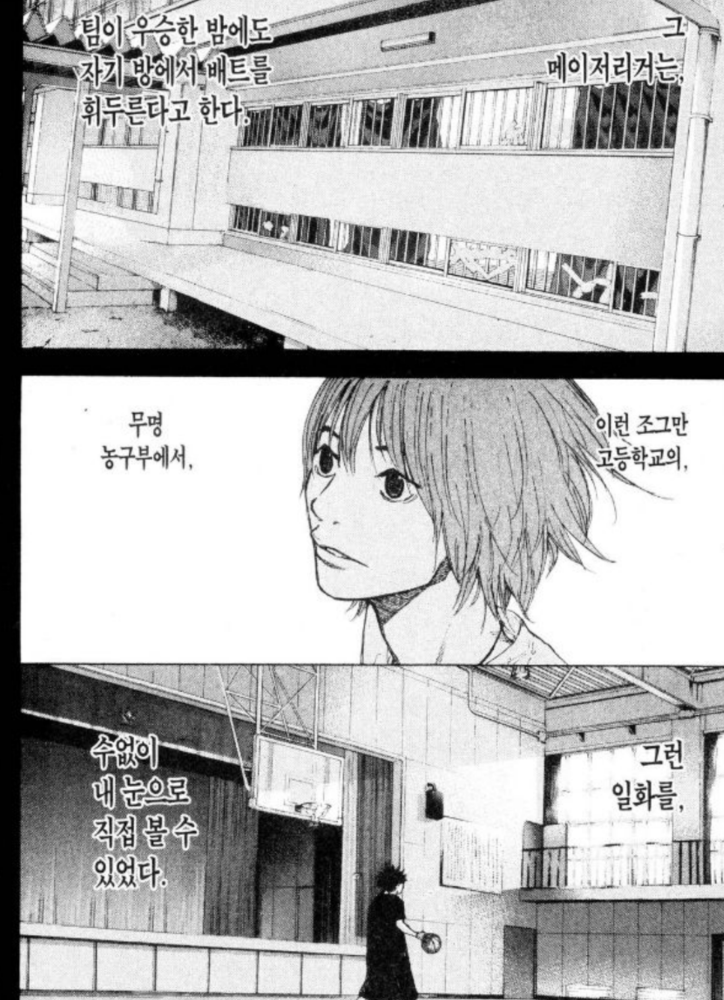 그
메이저리거는,
팀이 우승한 밤에도
자기 방에서 배트를
휘두른다고 한다.
이런 조그만
고등학교의,
무명
농구부에서,
그런
일화를,
수없이
내 눈으로
직접 볼 수
있었다.